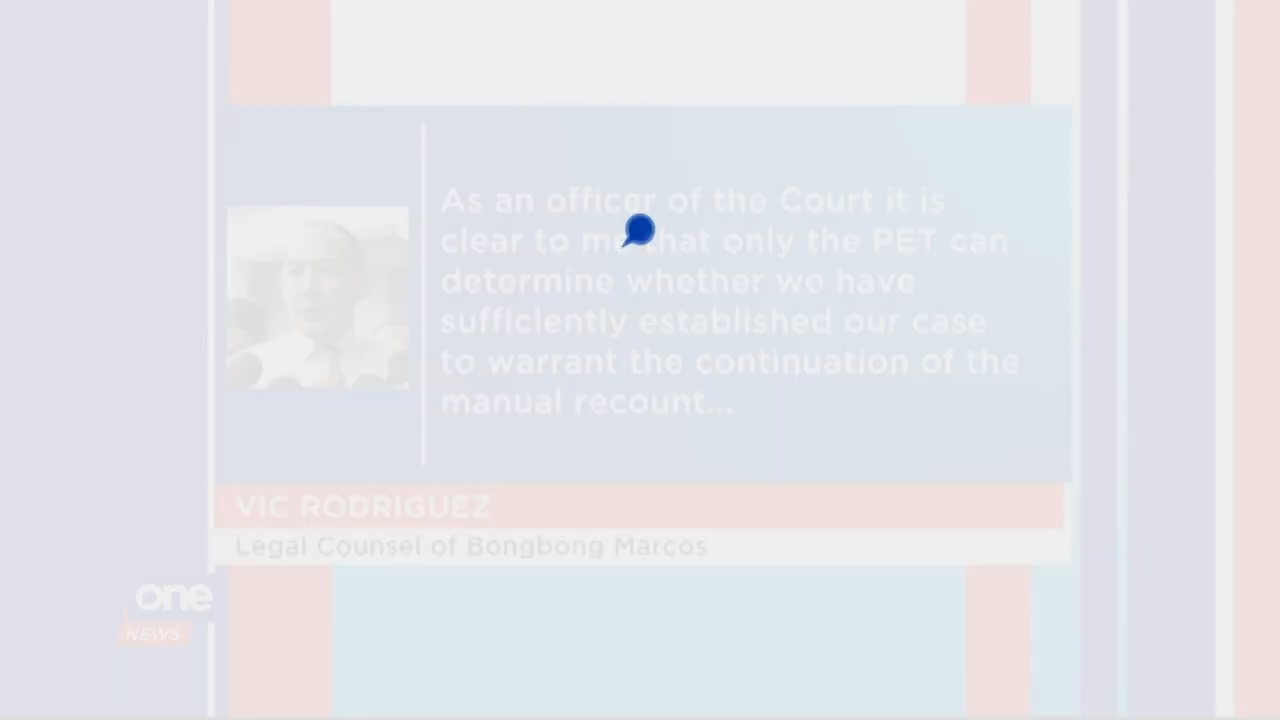 As an officer of the Court it is
clear to me that only the PET can
determine whether we have
sufficiently established our case
to warrant the continuation of the
manual recount...
VIC RODRIGUEZ
Legal Counsel of Bongbong Marcos
one
NEWS